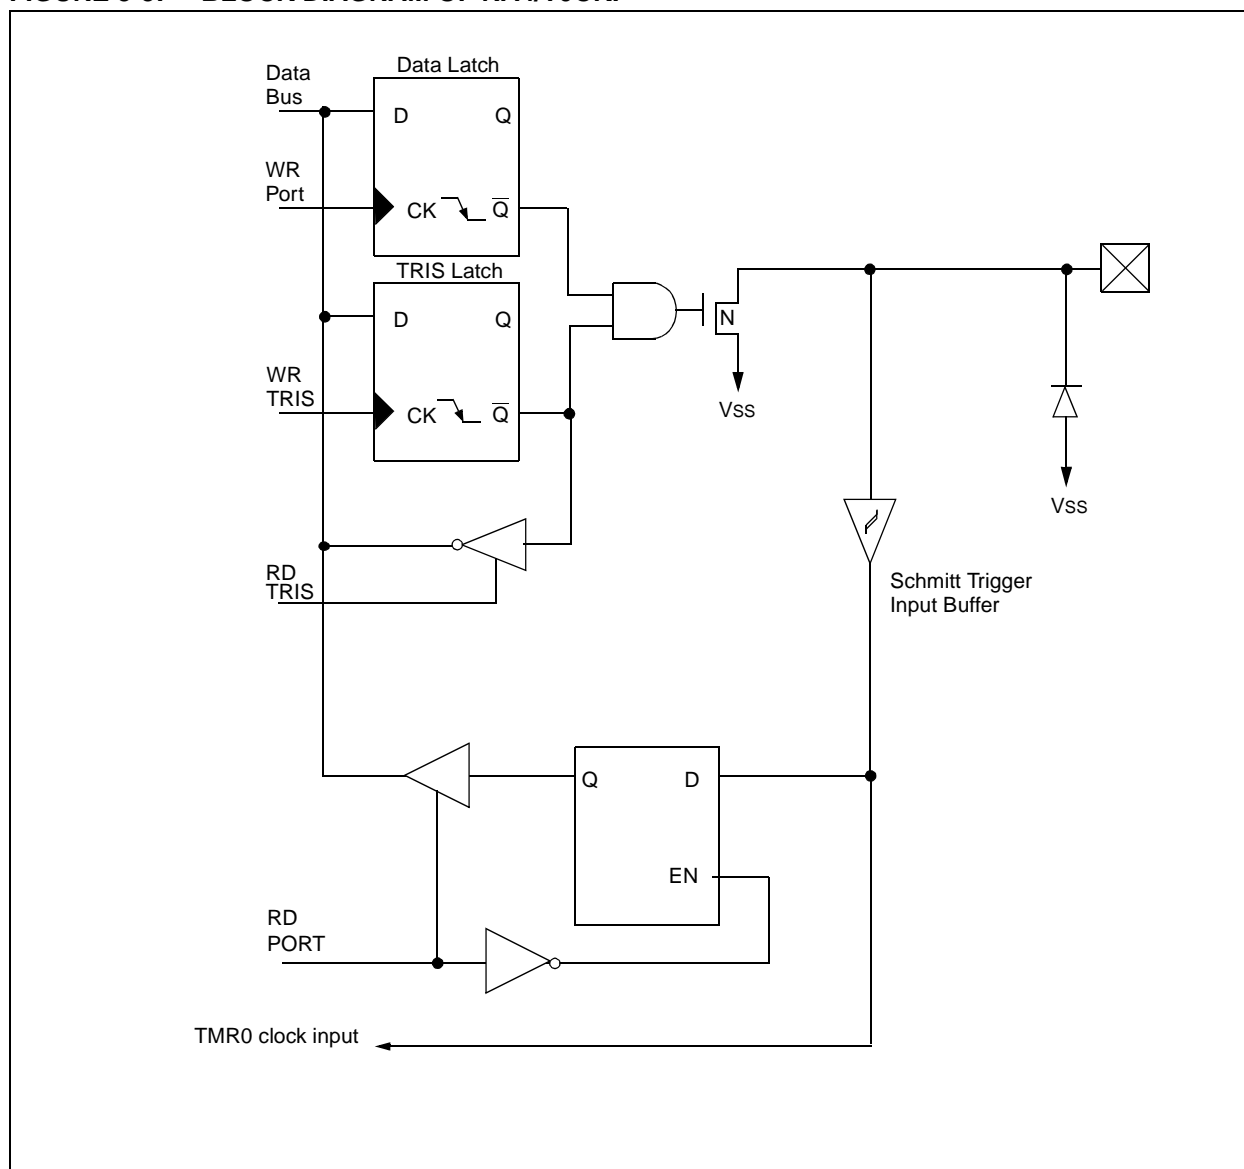 Data Latch
Data
Bus
D
Q
WR
Port
CK
Q̅
TRIS Latch
D
Q
N
WR
TRIS
CK
Q̅
VSS
VSS
RD
TRIS
Schmitt Trigger
Input Buffer
Q
D
EN
RD
PORT
TMR0 clock input